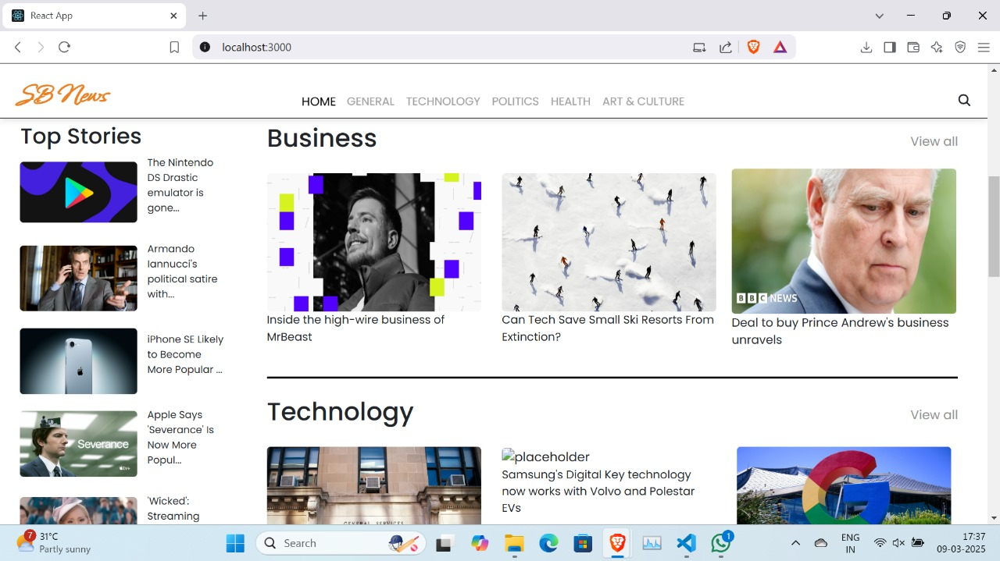 React App
localhost:3000
SB News
HOME GENERAL TECHNOLOGY POLITICS HEALTH ART & CULTURE
Top Stories
The Nintendo
DS Drastic
emulator is
gone...
Armando
Iannucci's
political satire
with...
iPhone SE Likely
to Become
More Popular ...
Severance
tv+
Apple Says
'Severance' Is
Now More
Popul...
'Wicked':
Streaming
Business
View all
Inside the high-wire business of
MrBeast
Can Tech Save Small Ski Resorts From
Extinction?
BBC NEWS
Deal to buy Prince Andrew's business
unravels
Technology
View all
GENERAL SERVICES
placeholder
Samsung's Digital Key technology
now works with Volvo and Polestar
EVs
7
31°C
Partly sunny
Search
1
ENG
IN
17:37
09-03-2025